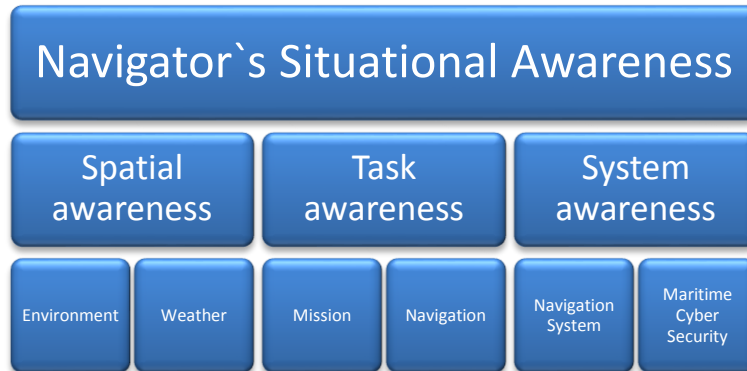 Navigator`s Situational Awareness
Spatial
awareness
Task
awareness
System
awareness
Environment
Weather
Mission
Navigation
Navigation
System
Maritime
Cyber
Security